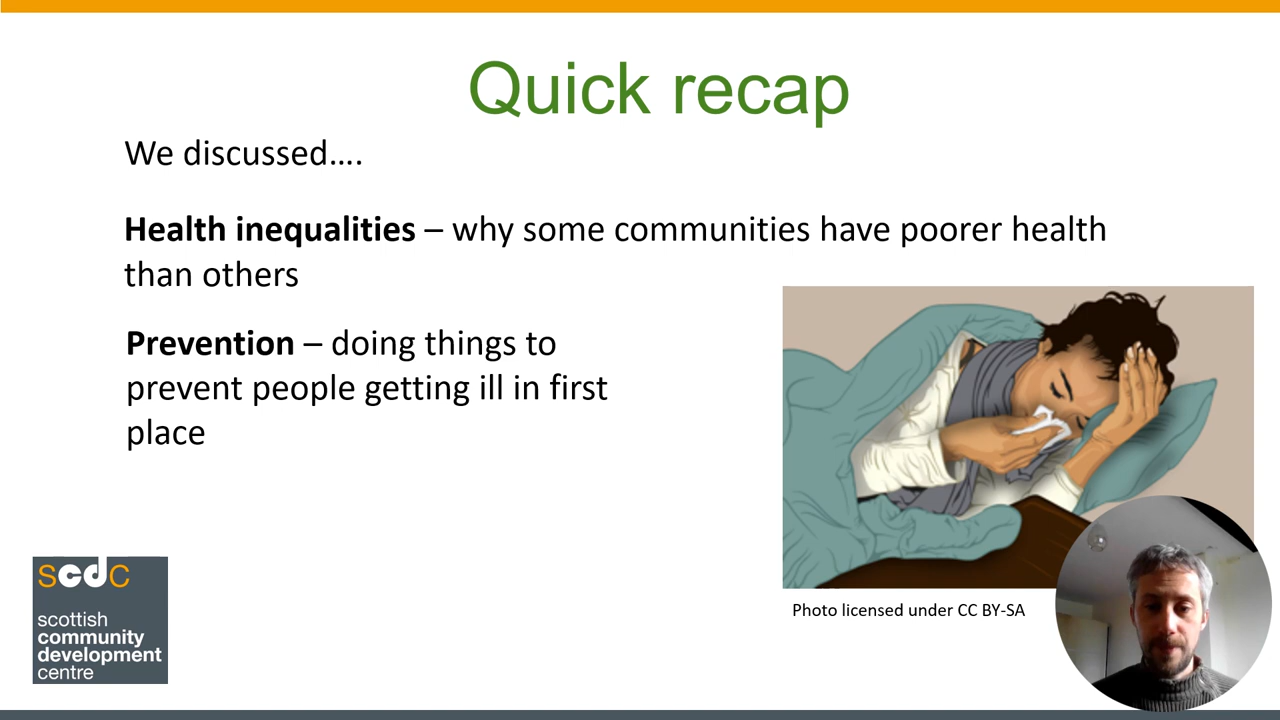 Quick recap
We discussed....
Health inequalities – why some communities have poorer health
than others
Prevention – doing things to
prevent people getting ill in first
place
Photo licensed under CC BY-SA
scdc
scottish
community
development
centre